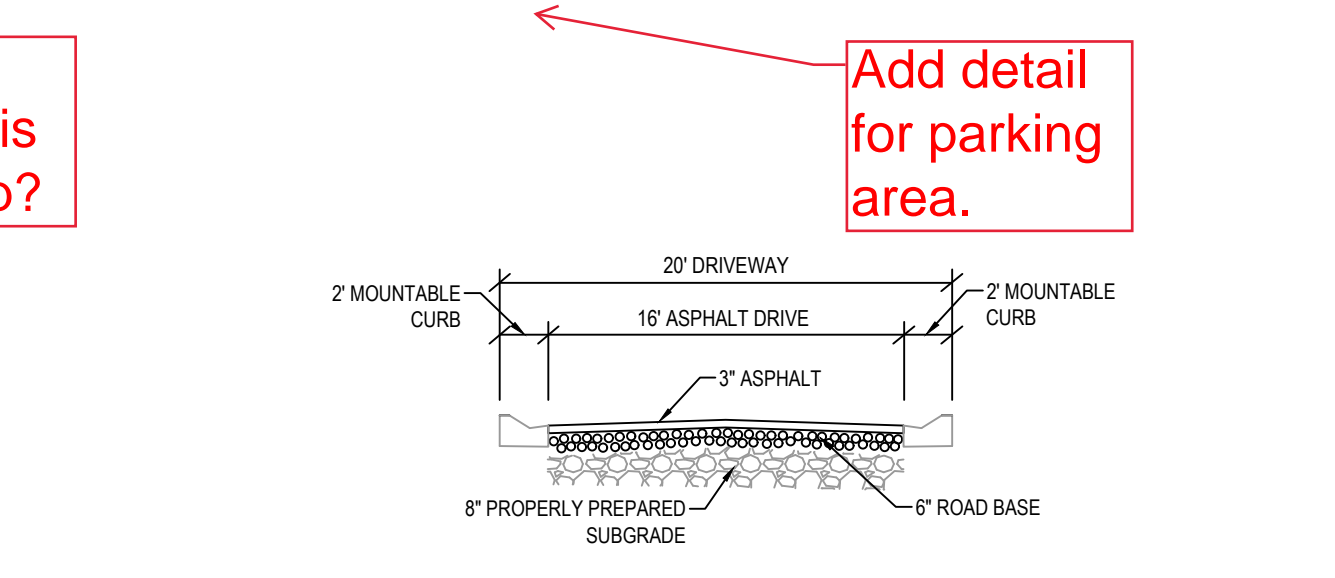 is
o?
Add detail
for parking
area.
20' DRIVEWAY
2' MOUNTABLE
CURB
16' ASPHALT DRIVE
2' MOUNTABLE
CURB
3" ASPHALT
8" PROPERLY PREPARED
SUBGRADE
6" ROAD BASE